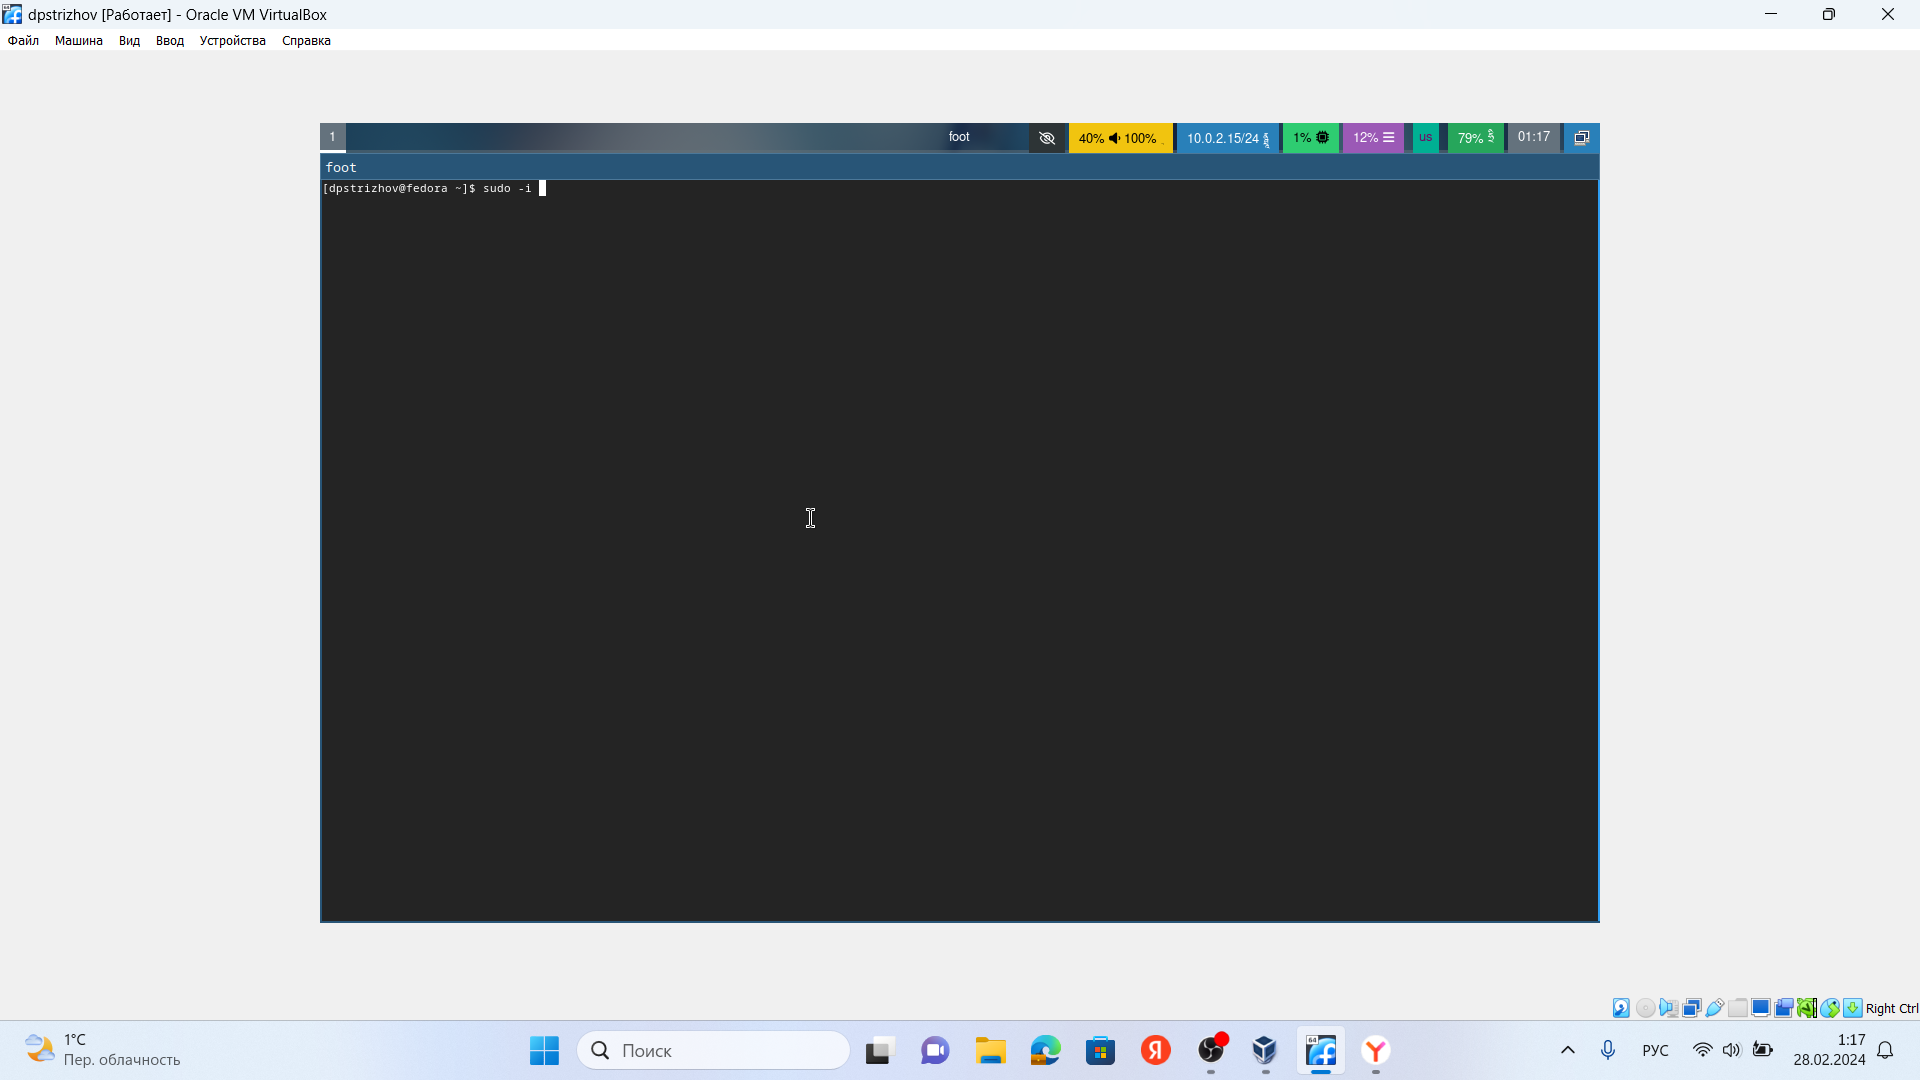 dpstrizhov [Работает] - Oracle VM VirtualBox
Файл Машина Вид Ввод Устройства Справка
1 foot 40% 100% 10.0.2.15/24 1% 12% us 79% 01:17
foot
[dpstrizhov@fedora ~]$ sudo -i
Right Ctrl
1°C
Пер. облачность
Поиск
РУС
1:17
28.02.2024